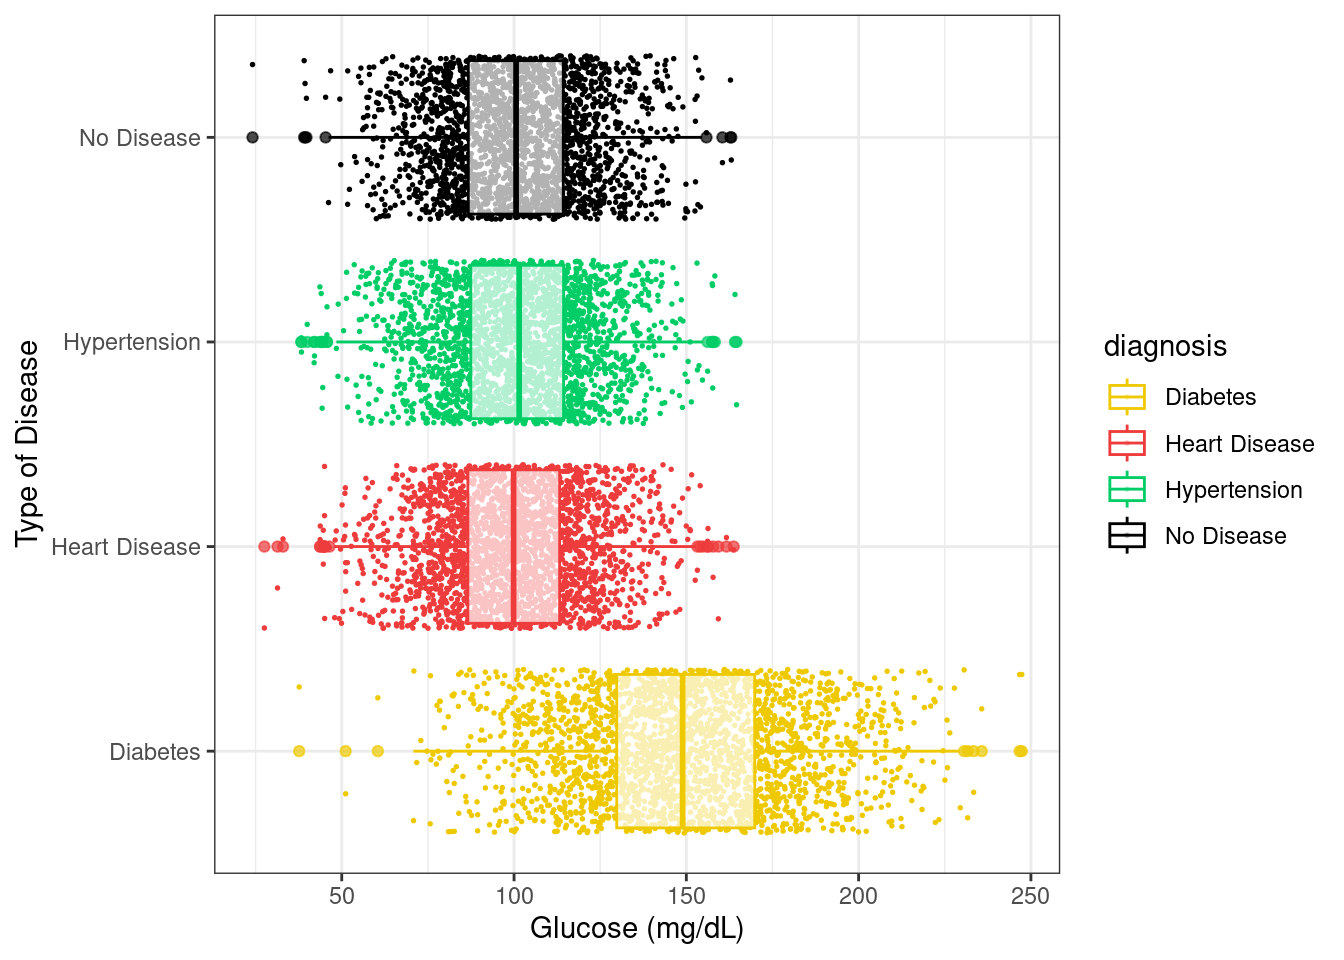 No Disease
Hypertension
Heart Disease
Diabetes
Type of Disease
50
100
150
200
250
Glucose (mg/dL)
diagnosis
Diabetes
Heart Disease
Hypertension
No Disease